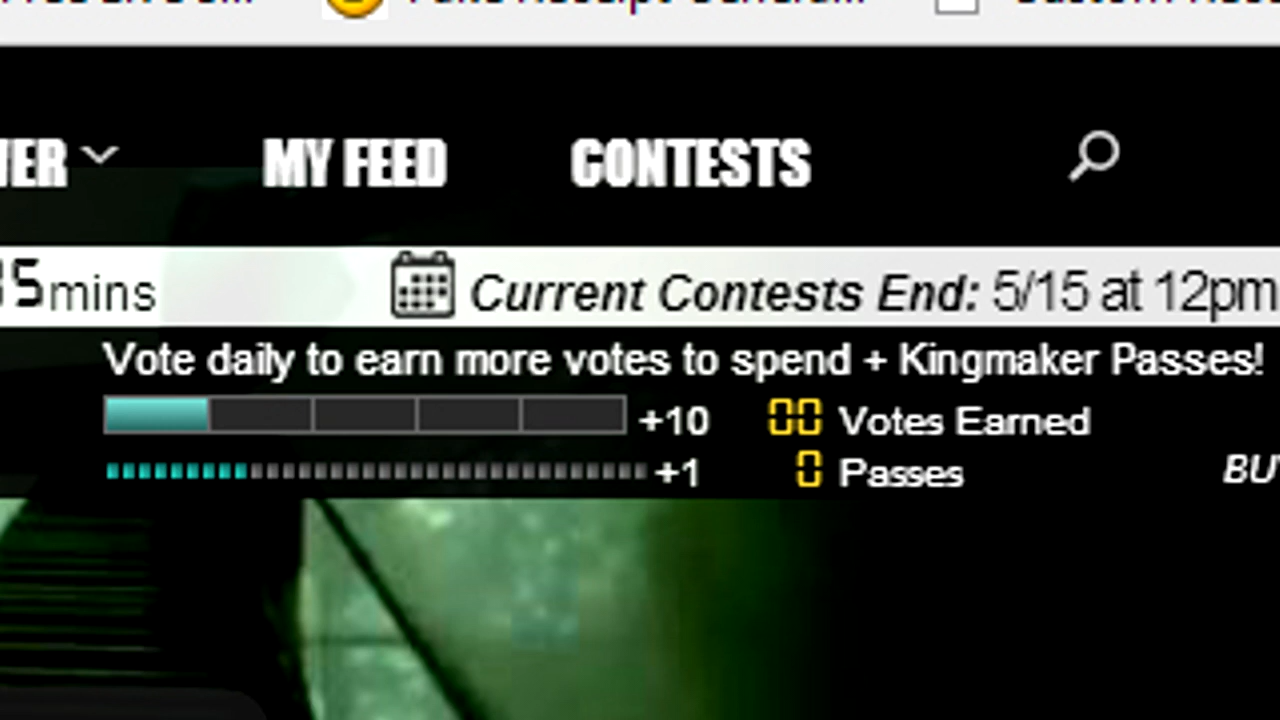 MY FEED CONTESTS
mins Current Contests End: 5/15 at 12pm
Vote daily to earn more votes to spend + Kingmaker Passes!
+10 00 Votes Earned
+1 0 Passes